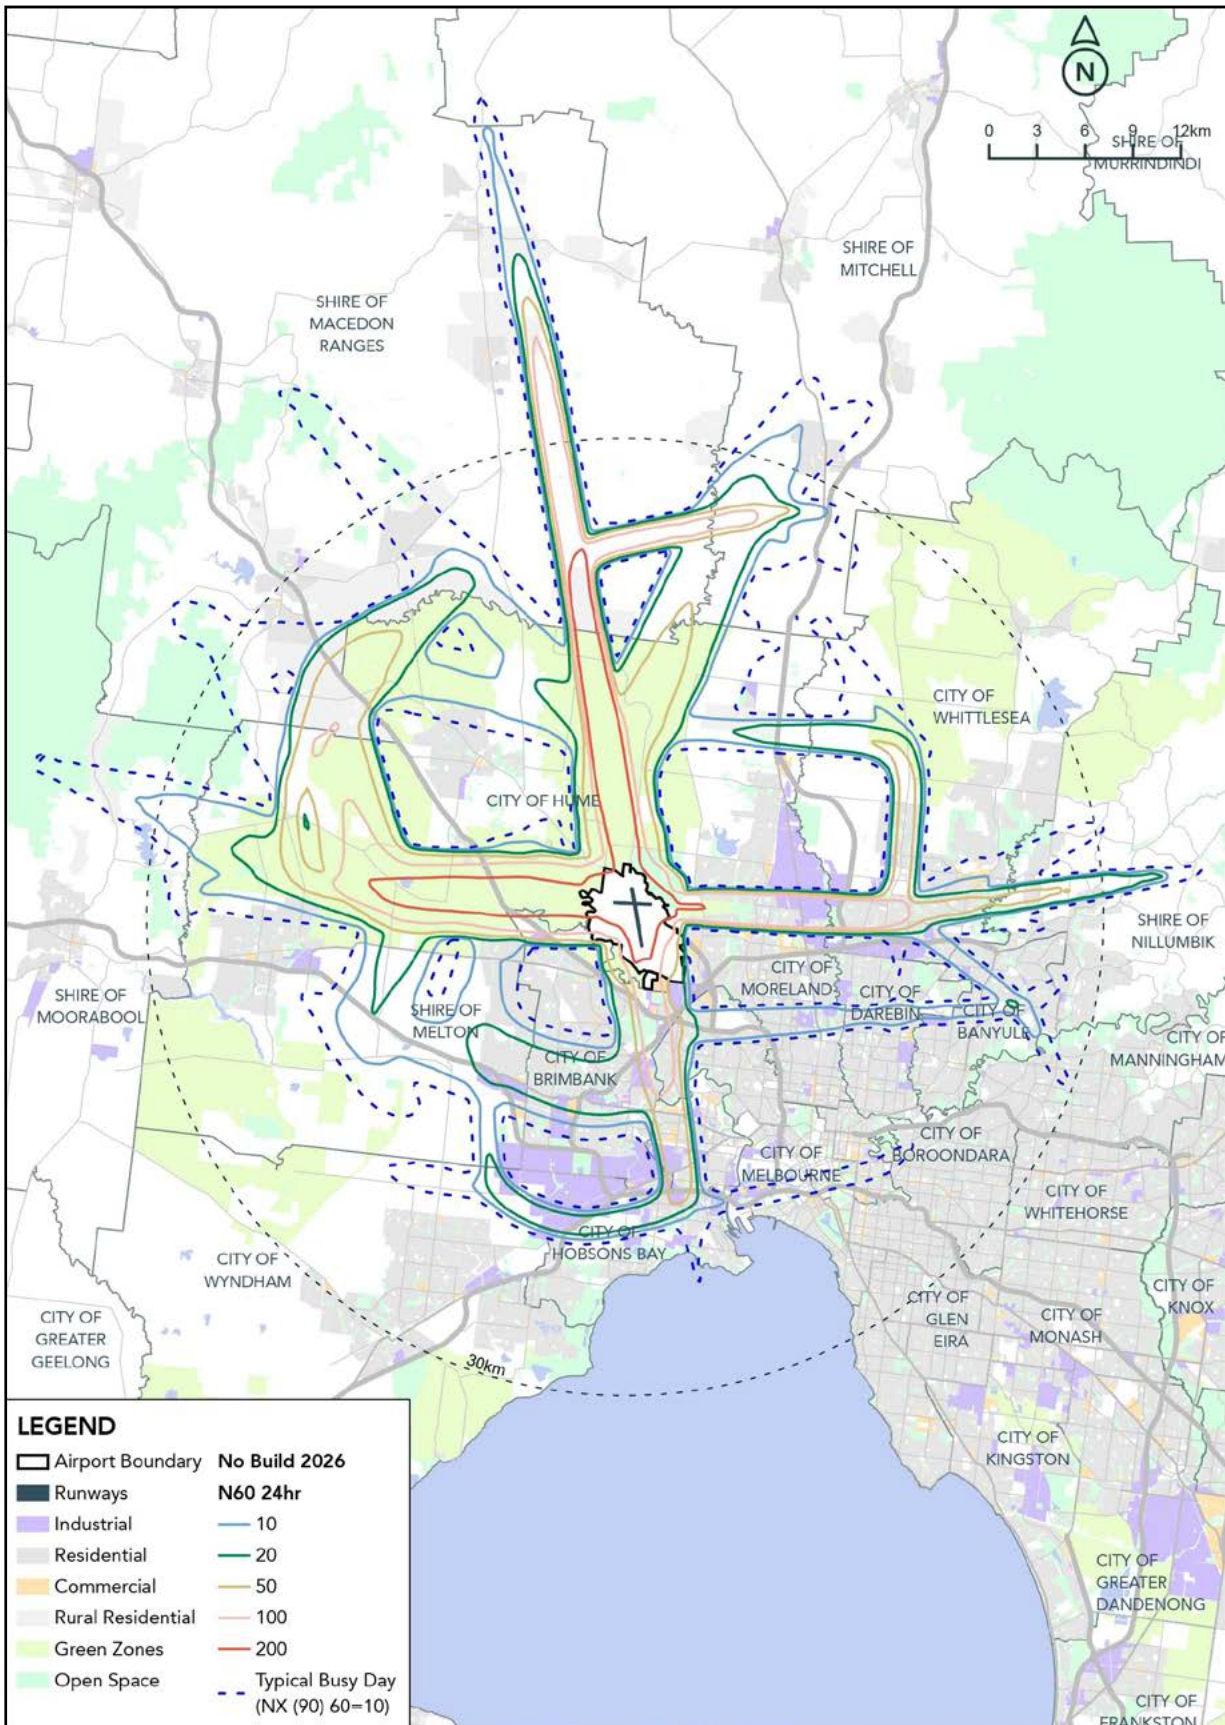 N
0 3 6 9 12km
SHIRE OF
MURRINDINDI
SHIRE OF
MITCHELL
SHIRE OF
MACEDON
RANGES
CITY OF
WHITTLESEA
CITY OF HUME
SHIRE OF
NILLUMBIK
CITY OF
MORELAND
CITY OF
DAREBIN
CITY OF
BANYULE
SHIRE OF
MOORABOOL
SHIRE OF
MELTON
CITY OF
MANNINGHAM
CITY OF
BRIMBANK
CITY OF
BOROONDARA
CITY OF
MELBOURNE
CITY OF
WHITEHORSE
CITY OF
HOBSONS BAY
CITY OF
WYNDHAM
CITY OF
KNOX
CITY OF
GLEN
EIRA
CITY OF
MONASH
CITY OF
GREATER
GEELONG
30km
CITY OF
KINGSTON
CITY OF
GREATER
DANDENONG
CITY OF
FRANKSTON
LEGEND
Airport Boundary
Runways
Industrial
Residential
Commercial
Rural Residential
Green Zones
Open Space
No Build 2026
N60 24hr
10
20
50
100
200
Typical Busy Day
(NX (90) 60=10)